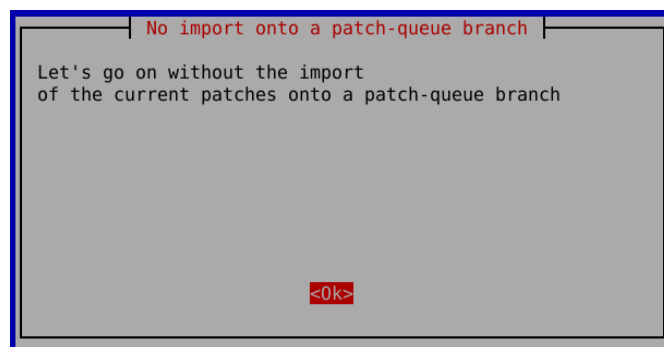 No import onto a patch-queue branch
Let's go on without the import
of the current patches onto a patch-queue branch
<Ok>